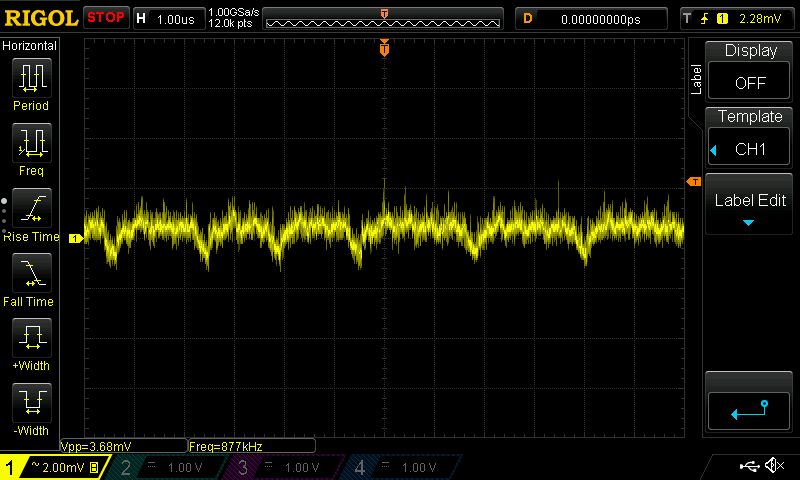 RIGOL STOP H 1.00us 1.00GSa/s
12.0k pts
T
D 0.00000000ps
T 1 2.28mV
Horizontal
Period
Freq
Rise Time
Fall Time
+Width
-Width
T
T
1
Label
Display
OFF
Template
CH1
Label Edit
Vpp=3.68mV
Freq=877kHz
1 ~ 2.00mV B
2 1.00 V
3 1.00 V
4 1.00 V